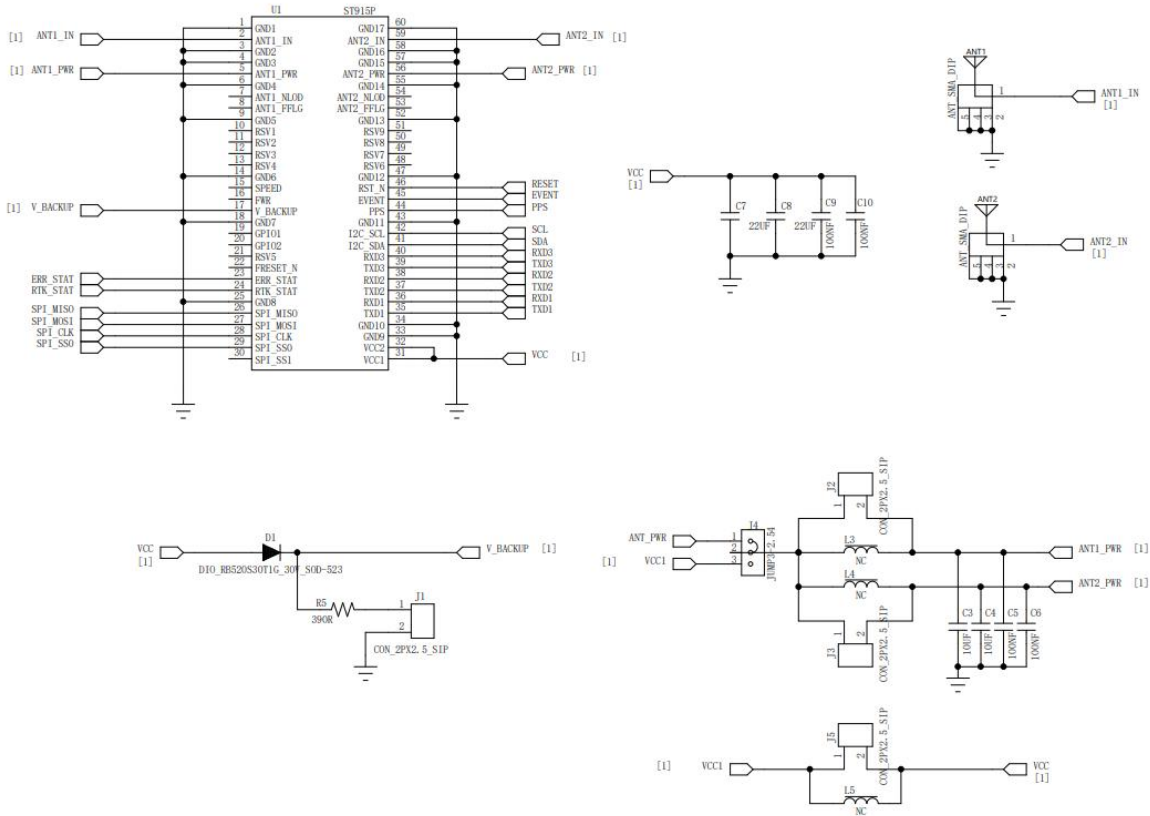 U1 ST915P
1 GND1 GND17 60
[1] ANT1_IN 2 ANT1_IN ANT2_IN 59 ANT2_IN [1]
3 GND2 GND16 58
4 GND3 GND15 57
[1] ANT1_PWR 5 ANT1_PWR ANT2_PWR 56 ANT2_PWR [1]
6 GND4 GND14 55
7 ANT1_NLOD ANT2_NLOD 54
8 ANT1_FFLG ANT2_FFLG 53
9 GND5 GND13 52
10 RSV1 RSV9 51
11 RSV2 RSV8 50
12 RSV3 RSV7 49
13 RSV4 RSV6 48
14 GND6 GND12 47
15 SPEED RST_N 46 RESET
16 FWR EVENT 45 EVENT
[1] V_BACKUP 17 V_BACKUP PPS 44 PPS
18 GND7 GND11 43
19 GPIO1 I2C_SCL 42 SCL
20 GPIO2 I2C_SDA 41 SDA
21 RSV5 RXD3 40 RXD3
22 FRESET_N TXD3 39 TXD3
ERR_STAT 23 ERR_STAT RXD2 38 RXD2
RTK_STAT 24 RTK_STAT TXD2 37 TXD2
25 GND8 RXD1 36 RXD1
SPI_MISO 26 SPI_MISO TXD1 35 TXD1
SPI_MOSI 27 SPI_MOSI GND10 34
SPI_CLK 28 SPI_CLK GND9 33
SPI_SS0 29 SPI_SS0 VCC2 32
30 SPI_SS1 VCC1 31 VCC [1]
ANT1
ANT_SMA_DIP
1 ANT1_IN
[1]
5 4 3 2
VCC
[1]
C7 C8 C9 C10
22UF 22UF 100NF 100NF
ANT2
ANT_SMA_DIP
1 ANT2_IN
[1]
5 4 3 2
VCC
[1]
D1
V_BACKUP [1]
DIO_RB520S30T1G_30V_SOD-523
R5
390R
J1
1
2
CON_2PX2.5_SIP
J2
1 2
CON_2PX2.5_SIP
ANT_PWR
[1] VCC1
J4
1
2
3
JUMP3-2.54
L3
NC
ANT1_PWR [1]
L4
NC
ANT2_PWR [1]
1 2
J3
CON_2PX2.5_SIP
C3 C4 C5 C6
10UF 10UF 100NF 100NF
J5
1 2
CON_2PX2.5_SIP
[1] VCC1
VCC
[1]
L5
NC